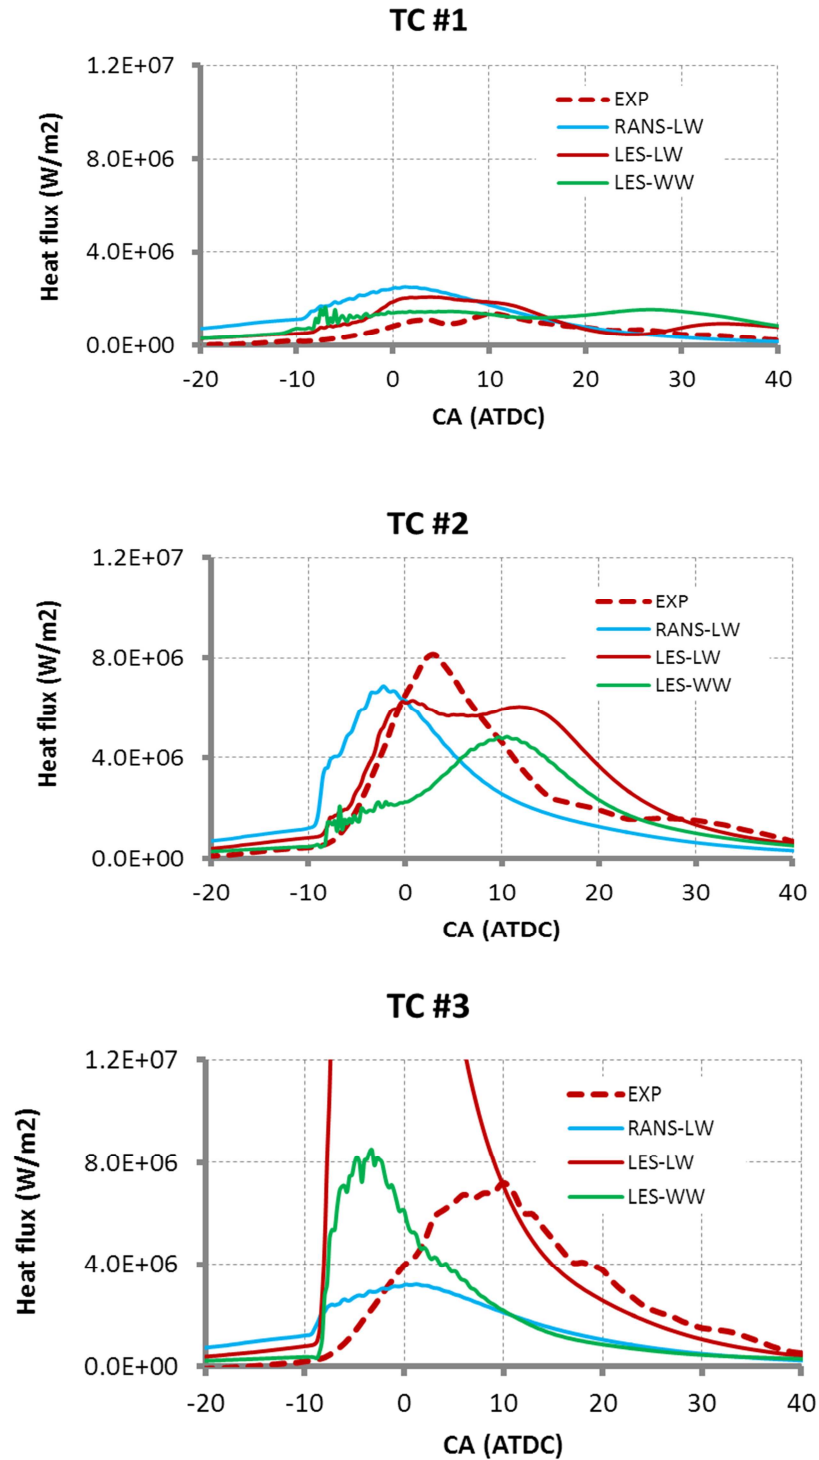 TC #1
1.2E+07
8.0E+06
4.0E+06
0.0E+00
Heat flux (W/m2)
EXP
RANS-LW
LES-LW
LES-WW
-20 -10 0 10 20 30 40
CA (ATDC)
TC #2
1.2E+07
8.0E+06
4.0E+06
0.0E+00
Heat flux (W/m2)
EXP
RANS-LW
LES-LW
LES-WW
-20 -10 0 10 20 30 40
CA (ATDC)
TC #3
1.2E+07
8.0E+06
4.0E+06
0.0E+00
Heat flux (W/m2)
EXP
RANS-LW
LES-LW
LES-WW
-20 -10 0 10 20 30 40
CA (ATDC)